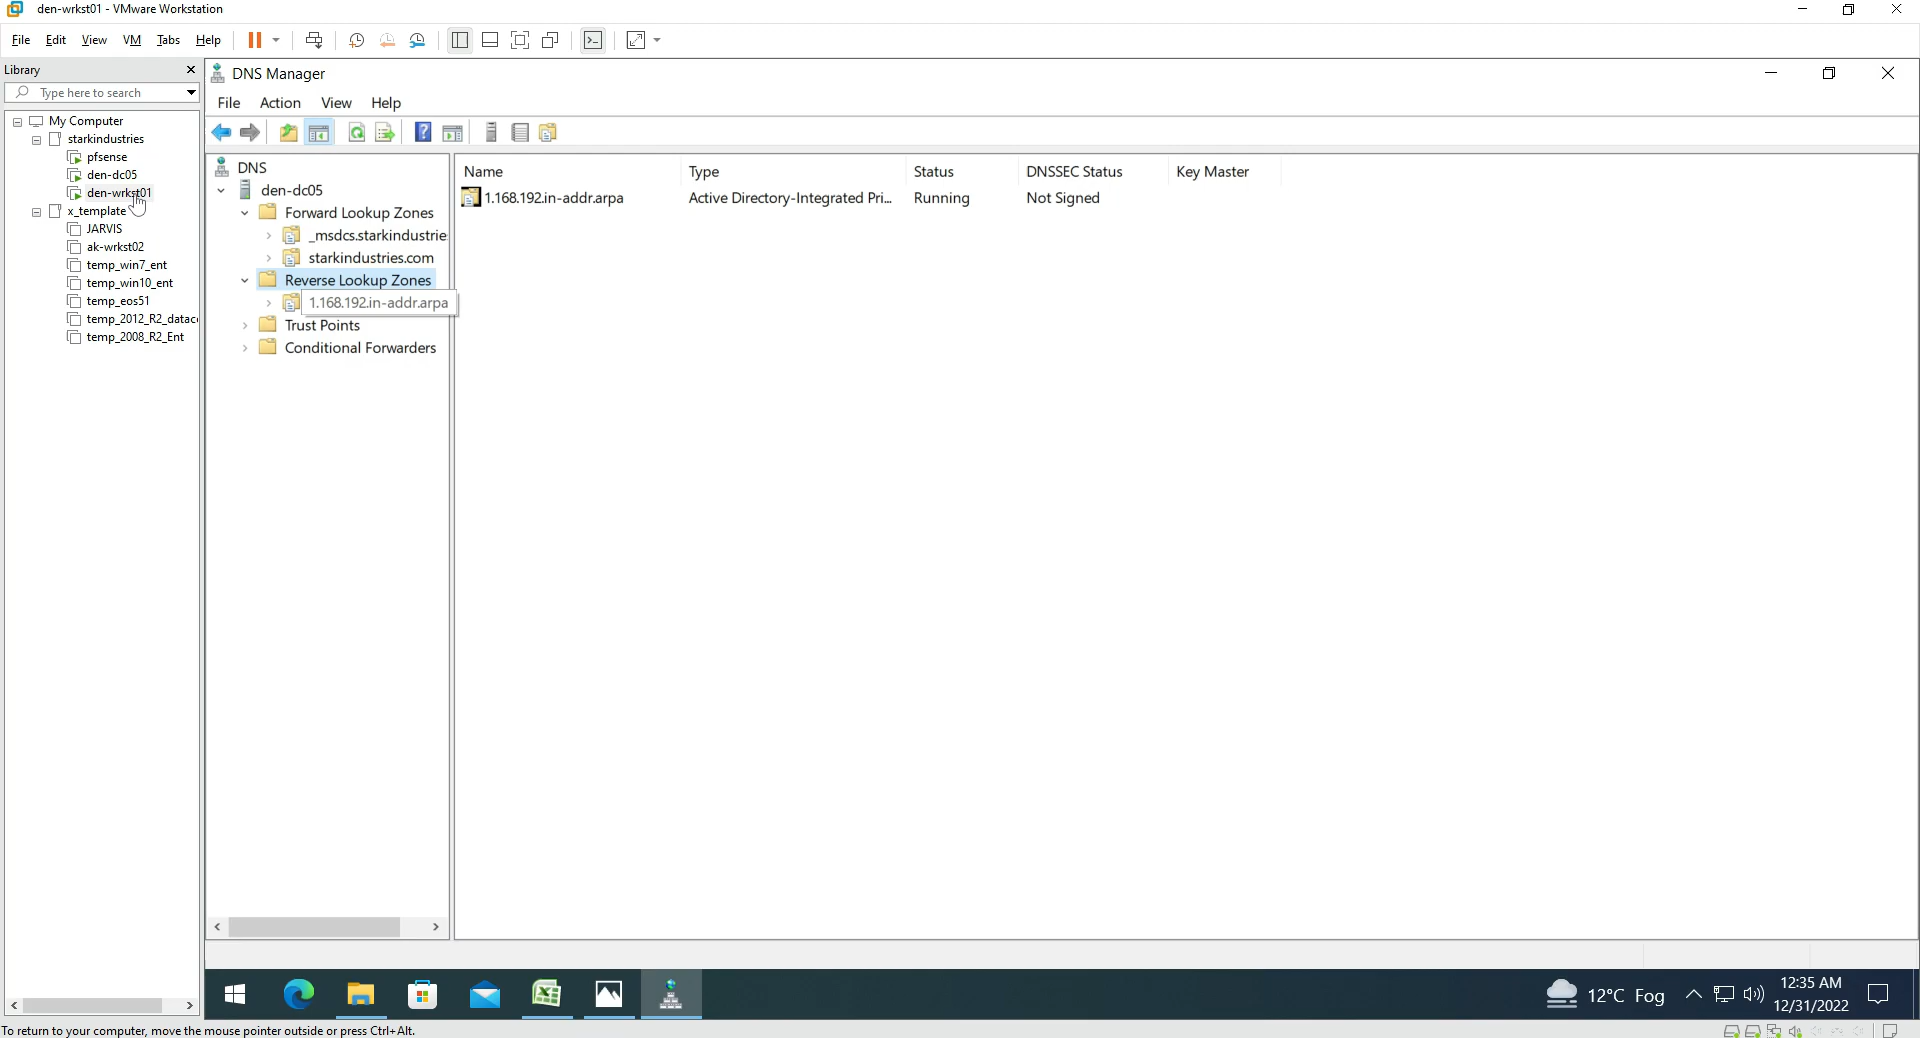 den-wrkst01 - VMware Workstation
File Edit View VM Tabs Help
Library
Type here to search
My Computer
starkindustries
pfsense
den-dc05
den-wrkst01
x_template
JARVIS
ak-wrkst02
temp_win7_ent
temp_win10_ent
temp_eos51
temp_2012_R2_datac
temp_2008_R2_Ent
DNS Manager
File Action View Help
DNS
den-dc05
Forward Lookup Zones
_msdcs.starkindustrie
starkindustries.com
Reverse Lookup Zones
1.168.192.in-addr.arpa
Trust Points
Conditional Forwarders
Name Type Status DNSSEC Status Key Master
1.168.192.in-addr.arpa Active Directory-Integrated Pri... Running Not Signed
12°C Fog
12:35 AM
12/31/2022
To return to your computer, move the mouse pointer outside or press Ctrl+Alt.